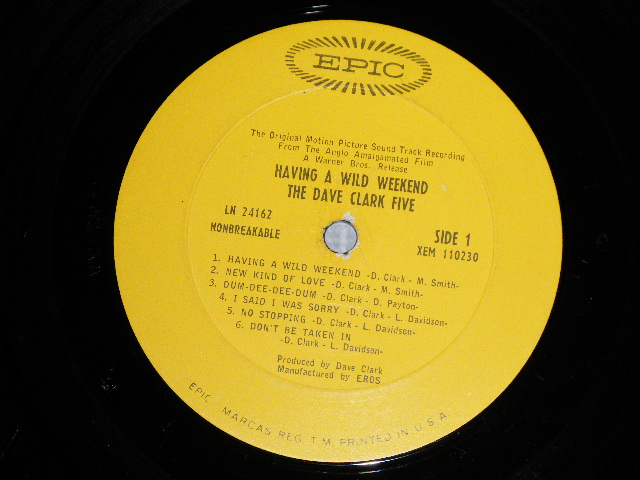 EPIC
The Original Motion Picture Sound Track Recording
From The Anglo Amalgamated Film
A Warner Bros. Release
HAVING A WILD WEEKEND
THE DAVE CLARK FIVE
LN 24162
NONBREAKABLE
SIDE 1
XEM 110230
1. HAVING A WILD WEEKEND -D. Clark - M. Smith-
2. NEW KIND OF LOVE -D. Clark - M. Smith-
3. DUM-DEE-DEE-DUM -D. Clark - D. Payton-
4. I SAID I WAS SORRY -D. Clark - L. Davidson-
5. NO STOPPING -D. Clark - L. Davidson-
6. DON'T BE TAKEN IN
-D. Clark - L. Davidson-
Produced by Dave Clark
Manufactured by EROS
EPIC MARCAS REG. T.M. PRINTED IN U.S.A.